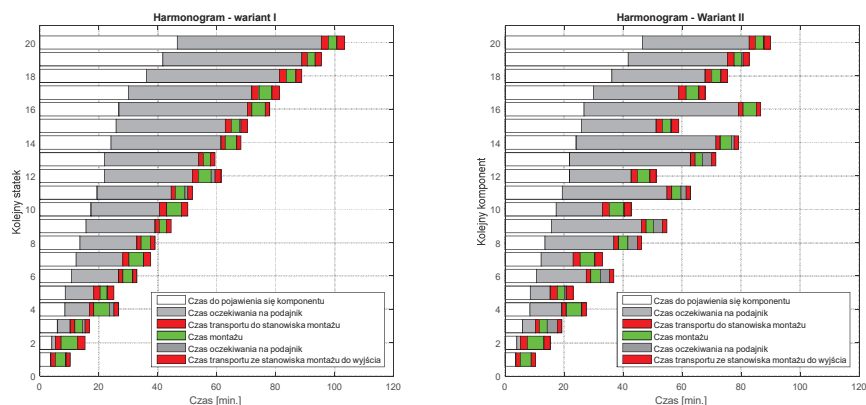 Harmonogram - wariant I
Kolejny statek
20
18
16
14
12
10
8
6
4
2
0
Czas do pojawienia się komponentu
Czas oczekiwania na podajnik
Czas transportu do stanowiska montażu
Czas montażu
Czas oczekiwania na podajnik
Czas transportu ze stanowiska montażu do wyjścia
0 20 40 60 80 100 120
Czas [min.]
Harmonogram - Wariant II
Kolejny komponent
20
18
16
14
12
10
8
6
4
2
0
Czas do pojawienia się komponentu
Czas oczekiwania na podajnik
Czas transportu do stanowiska montażu
Czas montażu
Czas oczekiwania na podajnik
Czas transportu ze stanowiska montażu do wyjścia
0 20 40 60 80 100 120
Czas [min.]